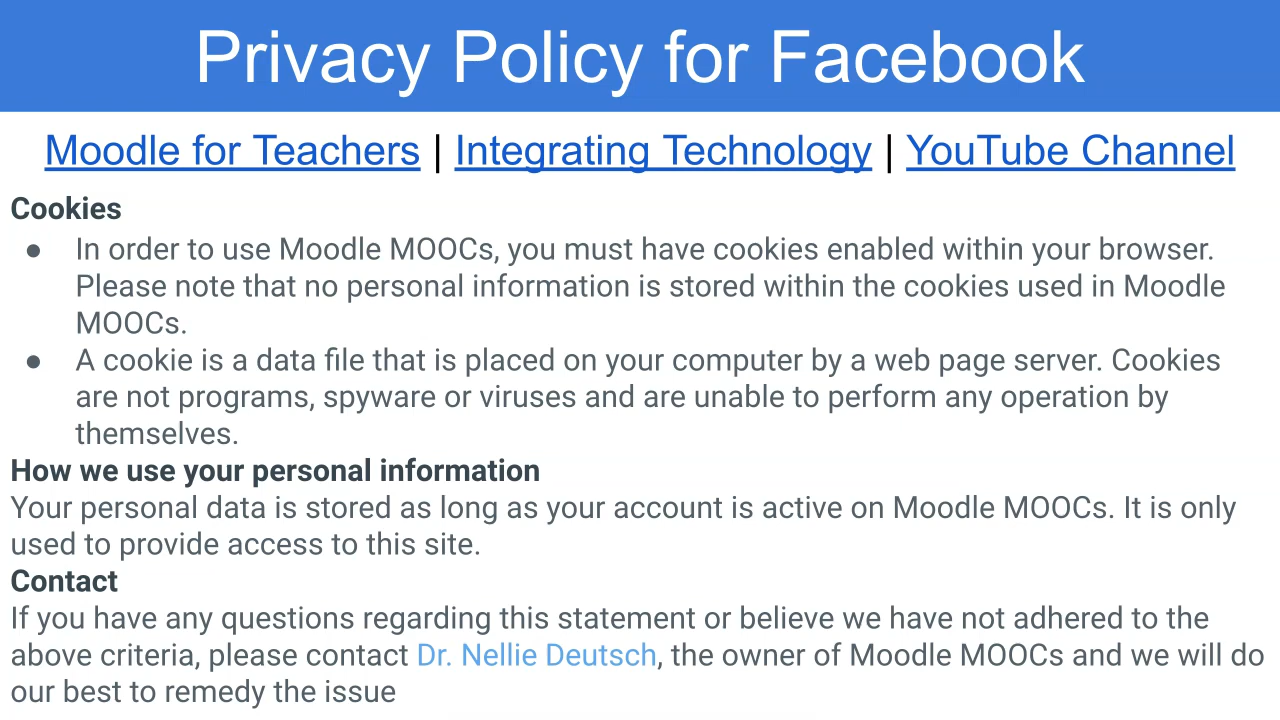 Privacy Policy for Facebook
Moodle for Teachers | Integrating Technology | YouTube Channel
Cookies
● In order to use Moodle MOOCs, you must have cookies enabled within your browser.
Please note that no personal information is stored within the cookies used in Moodle
MOOCs.
● A cookie is a data file that is placed on your computer by a web page server. Cookies
are not programs, spyware or viruses and are unable to perform any operation by
themselves.
How we use your personal information
Your personal data is stored as long as your account is active on Moodle MOOCs. It is only
used to provide access to this site.
Contact
If you have any questions regarding this statement or believe we have not adhered to the
above criteria, please contact Dr. Nellie Deutsch, the owner of Moodle MOOCs and we will do
our best to remedy the issue